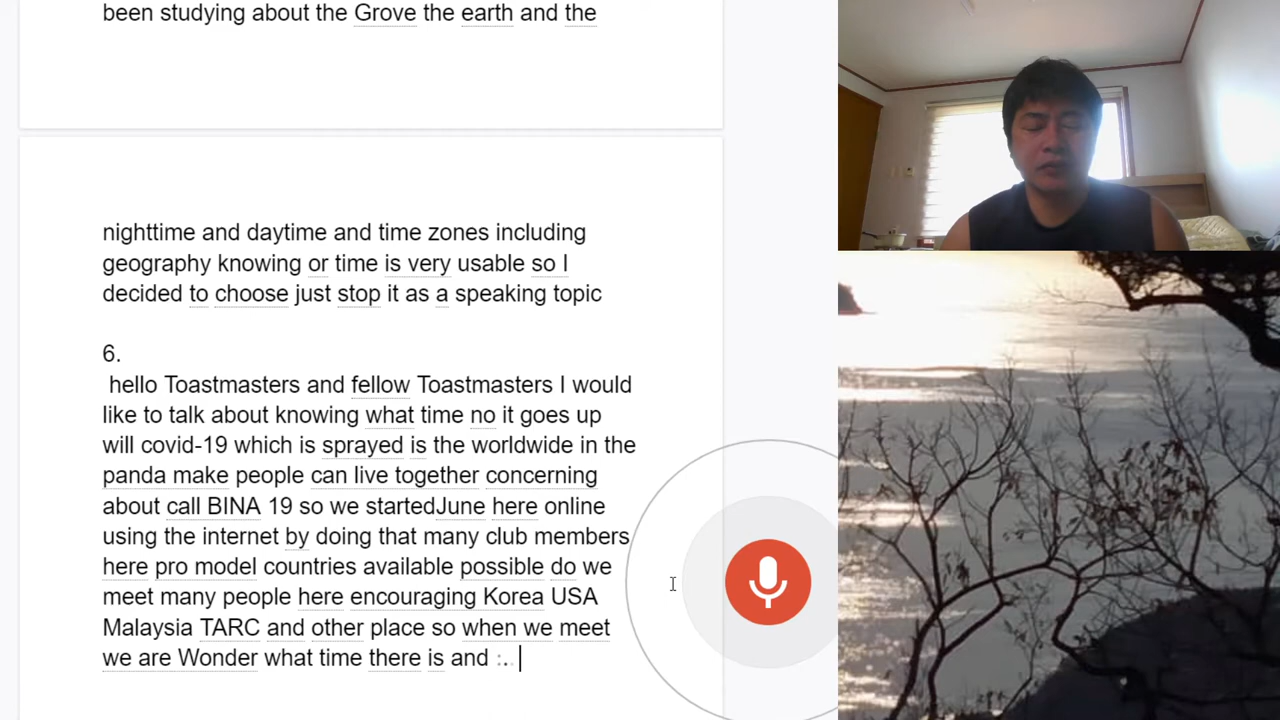 been studying about the Grove the earth and the
nighttime and daytime and time zones including
geography knowing or time is very usable so I
decided to choose just stop it as a speaking topic
6.
hello Toastmasters and fellow Toastmasters I would
like to talk about knowing what time no it goes up
will covid-19 which is sprayed is the worldwide in the
panda make people can live together concerning
about call BINA 19 so we startedJune here online
using the internet by doing that many club members
here pro model countries available possible do we
meet many people here encouraging Korea USA
Malaysia TARC and other place so when we meet
we are Wonder what time there is and :..